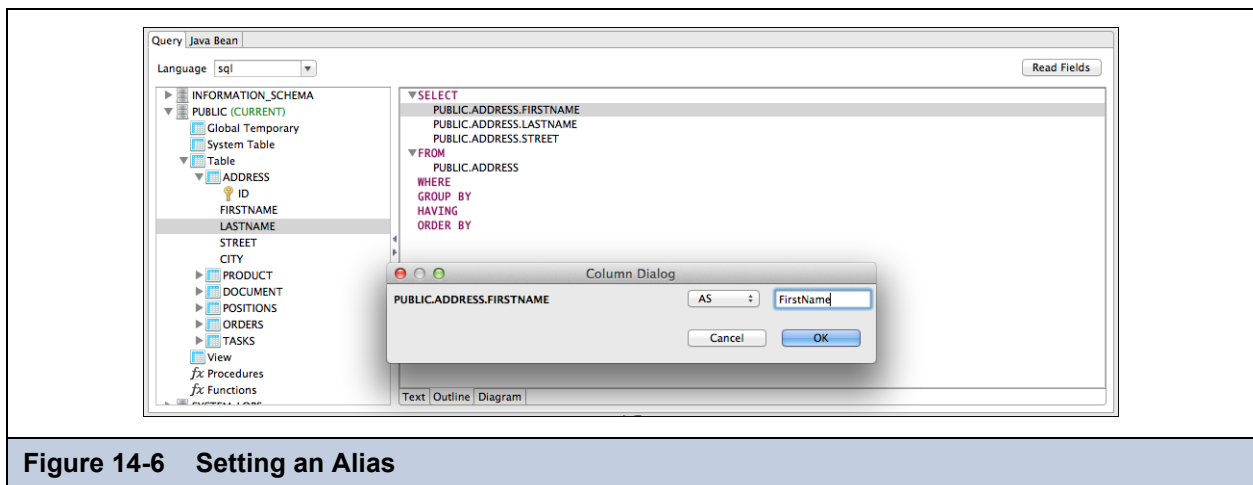 Query Java Bean
Language sql
Read Fields
INFORMATION_SCHEMA
PUBLIC (CURRENT)
Global Temporary
System Table
Table
ADDRESS
ID
FIRSTNAME
LASTNAME
STREET
CITY
PRODUCT
DOCUMENT
POSITIONS
ORDERS
TASKS
View
fx Procedures
fx Functions
SELECT
PUBLIC.ADDRESS.FIRSTNAME
PUBLIC.ADDRESS.LASTNAME
PUBLIC.ADDRESS.STREET
FROM
PUBLIC.ADDRESS
WHERE
GROUP BY
HAVING
ORDER BY
Column Dialog
PUBLIC.ADDRESS.FIRSTNAME AS FirstName
Cancel OK
Text Outline Diagram
Figure 14-6 Setting an Alias